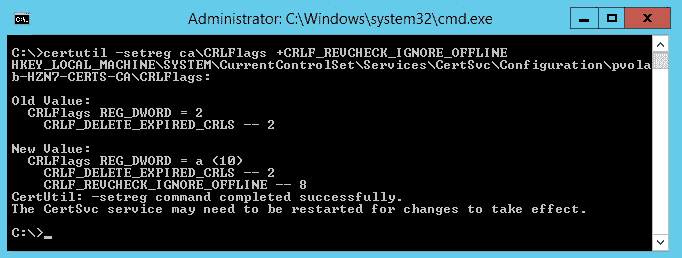 Administrator: C:\Windows\system32\cmd.exe
C:\>certutil -setreg ca\CRLFlags +CRLF_REVCHECK_IGNORE_OFFLINE
HKEY_LOCAL_MACHINE\SYSTEM\CurrentControlSet\Services\CertSvc\Configuration\pvola
b-HZN7-CERTS-CA\CRLFlags:
Old Value:
CRLFlags REG_DWORD = 2
CRLF_DELETE_EXPIRED_CRLS -- 2
New Value:
CRLFlags REG_DWORD = a (10)
CRLF_DELETE_EXPIRED_CRLS -- 2
CRLF_REVCHECK_IGNORE_OFFLINE -- 8
CertUtil: -setreg command completed successfully.
The CertSvc service may need to be restarted for changes to take effect.
C:\>_